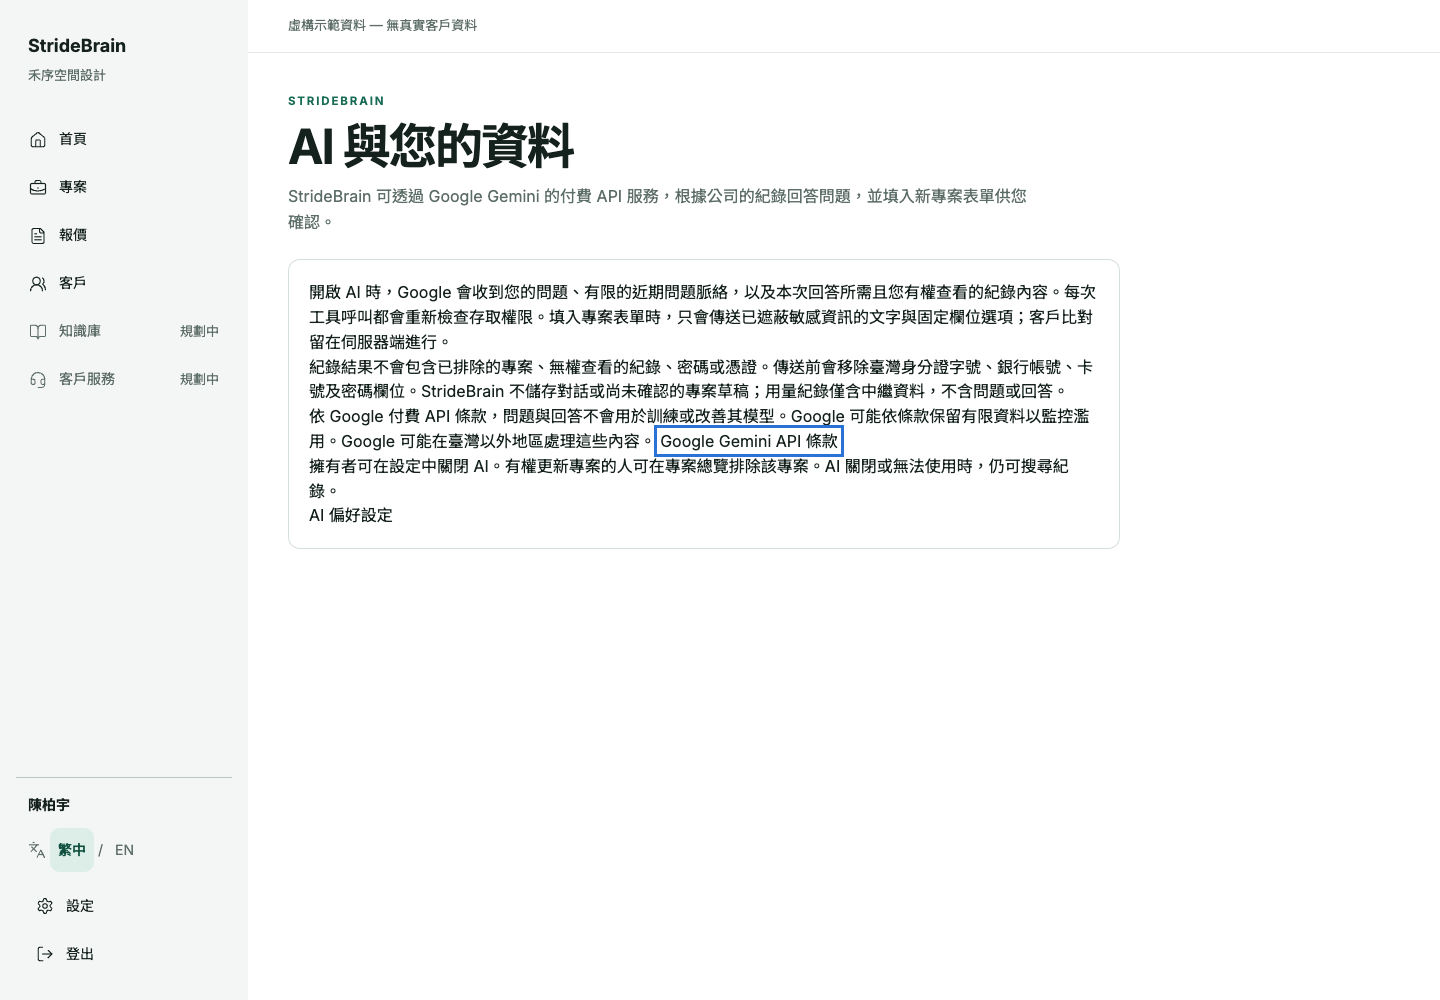 StrideBrain
禾序空間設計
首頁
專案
報價
客戶
知識庫 規劃中
客戶服務 規劃中
陳柏宇
繁中 / EN
設定
登出
虛構示範資料 — 無真實客戶資料
STRIDEBRAIN
AI 與您的資料
StrideBrain 可透過 Google Gemini 的付費 API 服務，根據公司的紀錄回答問題，並填入新專案表單供您
確認。
開啟 AI 時，Google 會收到您的問題、有限的近期問題脈絡，以及本次回答所需且您有權查看的紀錄內容。每次
工具呼叫都會重新檢查存取權限。填入專案表單時，只會傳送已遮蔽敏感資訊的文字與固定欄位選項；客戶比對
留在伺服器端進行。
紀錄結果不會包含已排除的專案、無權查看的紀錄、密碼或憑證。傳送前會移除臺灣身分證字號、銀行帳號、卡
號及密碼欄位。StrideBrain 不儲存對話或尚未確認的專案草稿；用量紀錄僅含中繼資料，不含問題或回答。
依 Google 付費 API 條款，問題與回答不會用於訓練或改善其模型。Google 可能依條款保留有限資料以監控濫
用。Google 可能在臺灣以外地區處理這些內容。Google Gemini API 條款
擁有者可在設定中關閉 AI。有權更新專案的人可在專案總覽排除該專案。AI 關閉或無法使用時，仍可搜尋紀
錄。
AI 偏好設定